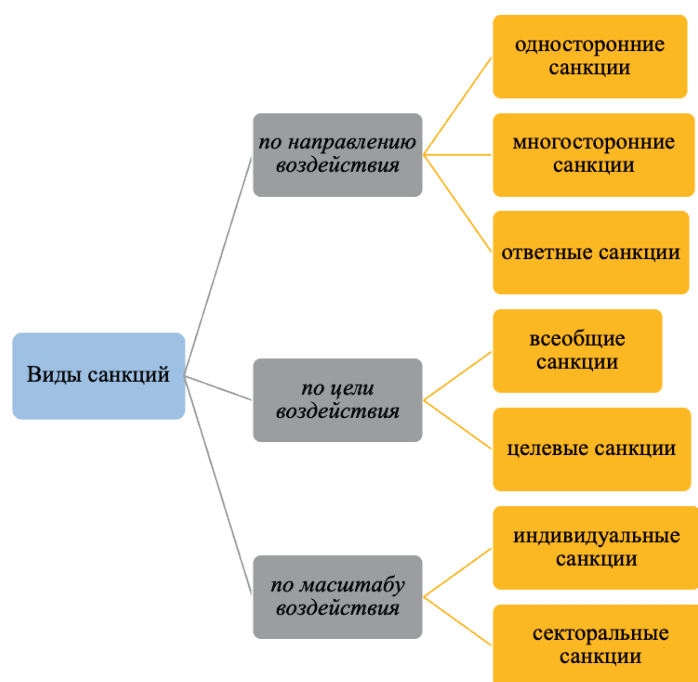 Виды санкций
по направлению
воздействия
односторонние
санкции
многосторонние
санкции
ответные санкции
по цели
воздействия
всеобщие
санкции
целевые санкции
по масштабу
воздействия
индивидуальные
санкции
секторальные
санкции